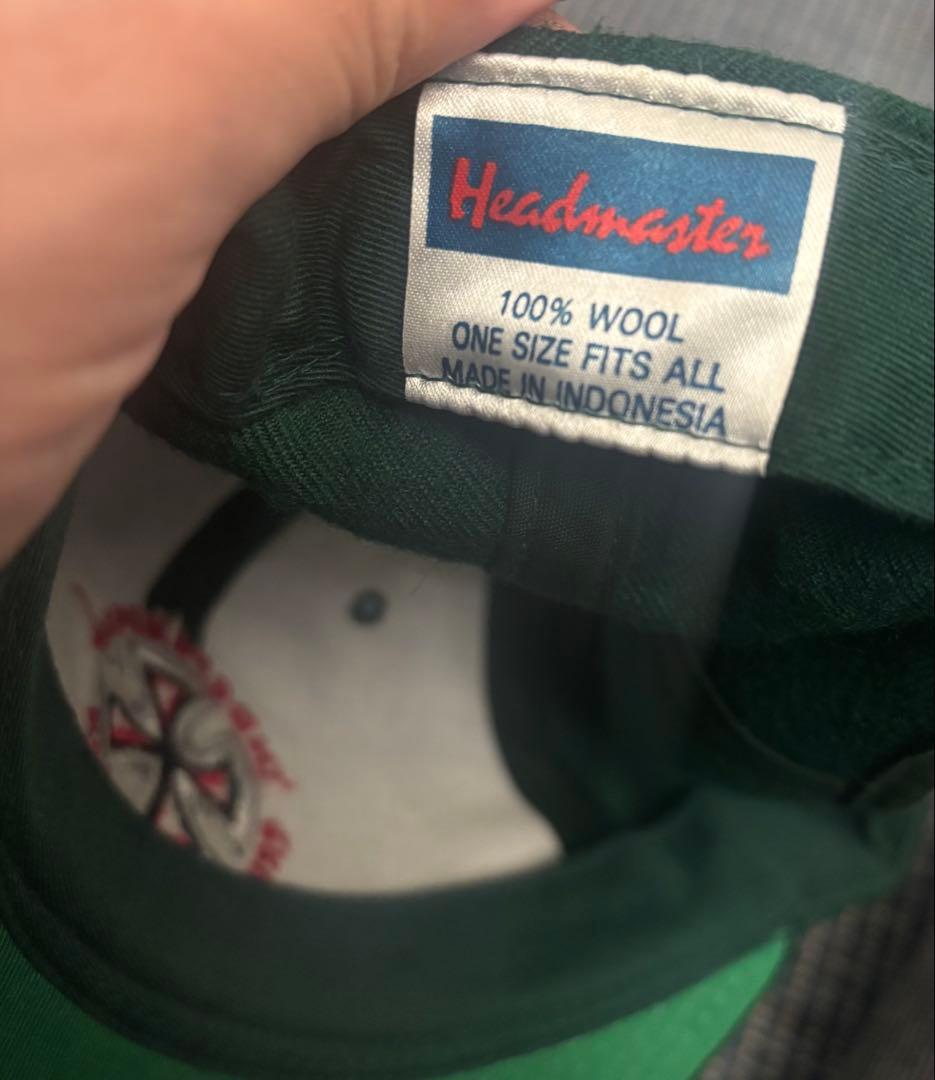 Headmaster
100% WOOL
ONE SIZE FITS ALL
MADE IN INDONESIA